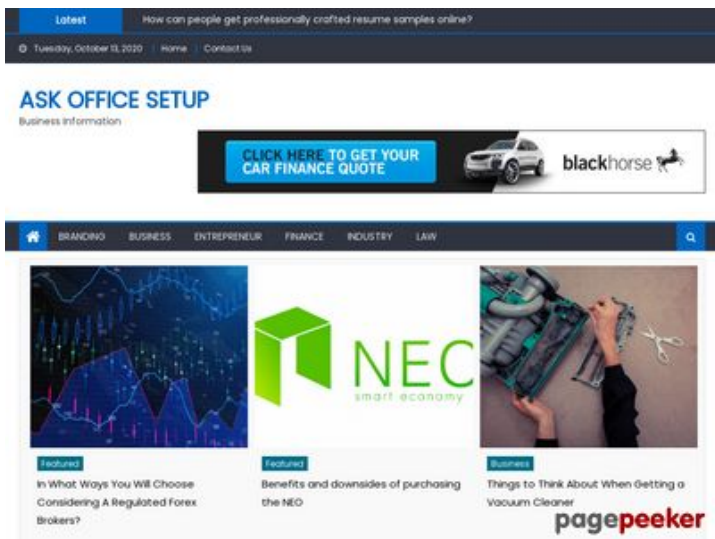 Latest How can people get professionally crafted resume samples online?
Tuesday, October 13, 2020 Home Contact Us
ASK OFFICE SETUP
Business Information
CLICK HERE TO GET YOUR
CAR FINANCE QUOTE
blackhorse
BRANDING BUSINESS ENTREPRENEUR FINANCE INDUSTRY LAW
NEO
smart economy
Featured
In What Ways You Will Choose
Considering A Regulated Forex
Brokers?
Featured
Benefits and downsides of purchasing
the NEO
Business
Things to Think About When Getting a
Vacuum Cleaner
pagepeeker